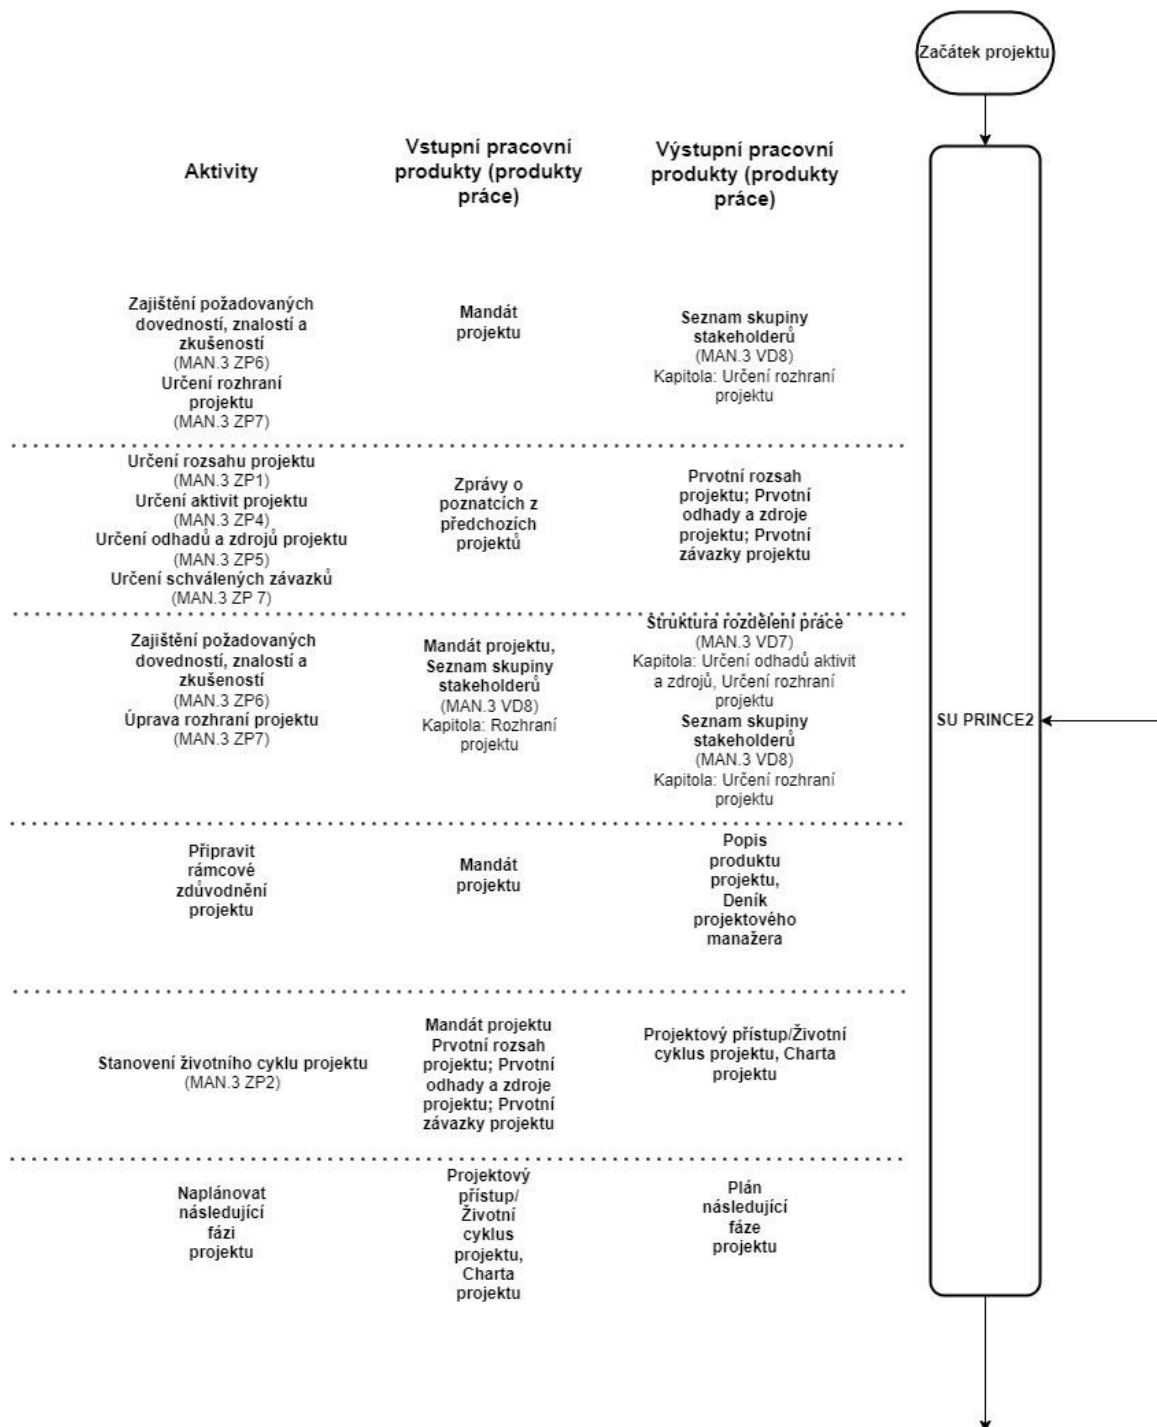 Začátek projektu
Aktivity
Vstupní pracovní
produkty (produkty
práce)
Výstupní pracovní
produkty (produkty
práce)
Zajištění požadovaných
dovedností, znalostí a
zkušeností
(MAN.3 ZP6)
Určení rozhraní
projektu
(MAN.3 ZP7)
Mandát
projektu
Seznam skupiny
stakeholderů
(MAN.3 VD8)
Kapitola: Určení rozhraní
projektu
Určení rozsahu projektu
(MAN.3 ZP1)
Určení aktivit projektu
(MAN.3 ZP4)
Určení odhadů a zdrojů projektu
(MAN.3 ZP5)
Určení schválených závazků
(MAN.3 ZP 7)
Zprávy o
poznatcích z
předchozích
projektů
Prvotní rozsah
projektu; Prvotní
odhady a zdroje
projektu; Prvotní
závazky projektu
Zajištění požadovaných
dovedností, znalostí a
zkušeností
(MAN.3 ZP6)
Úprava rozhraní projektu
(MAN.3 ZP7)
Mandát projektu,
Seznam skupiny
stakeholderů
(MAN.3 VD8)
Kapitola: Rozhraní
projektu
Struktura rozdělení práce
(MAN.3 VD7)
Kapitola: Určení odhadů aktivit
a zdrojů, Určení rozhraní
projektu
Seznam skupiny
stakeholderů
(MAN.3 VD8)
Kapitola: Určení rozhraní
projektu
SU PRINCE2
Připravit
rámcové
zdůvodnění
projektu
Mandát
projektu
Popis
produktu
projektu,
Deník
projektového
manažera
Stanovení životního cyklu projektu
(MAN.3 ZP2)
Mandát projektu
Prvotní rozsah
projektu; Prvotní
odhady a zdroje
projektu; Prvotní
závazky projektu
Projektový přístup/Životní
cyklus projektu, Charta
projektu
Naplánovat
následující
fázi
projektu
Projektový
přístup/
Životní
cyklus
projektu,
Charta
projektu
Plán
následující
fáze
projektu